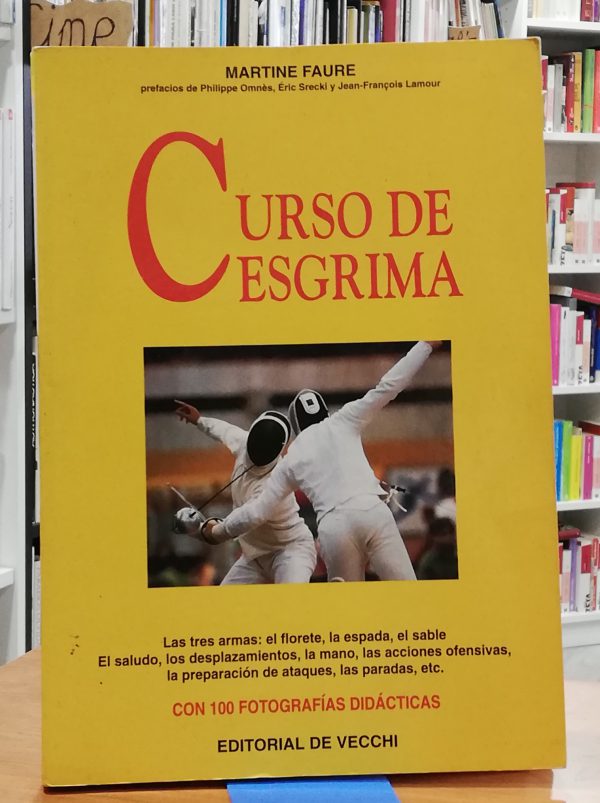 cine
MARTINE FAURE
prefacios de Philippe Omnès, Éric Srecki y Jean-François Lamour
CURSO DE
ESGRIMA
Las tres armas: el florete, la espada, el sable
El saludo, los desplazamientos, la mano, las acciones ofensivas,
la preparación de ataques, las paradas, etc.
CON 100 FOTOGRAFÍAS DIDÁCTICAS
EDITORIAL DE VECCHI
ZETA